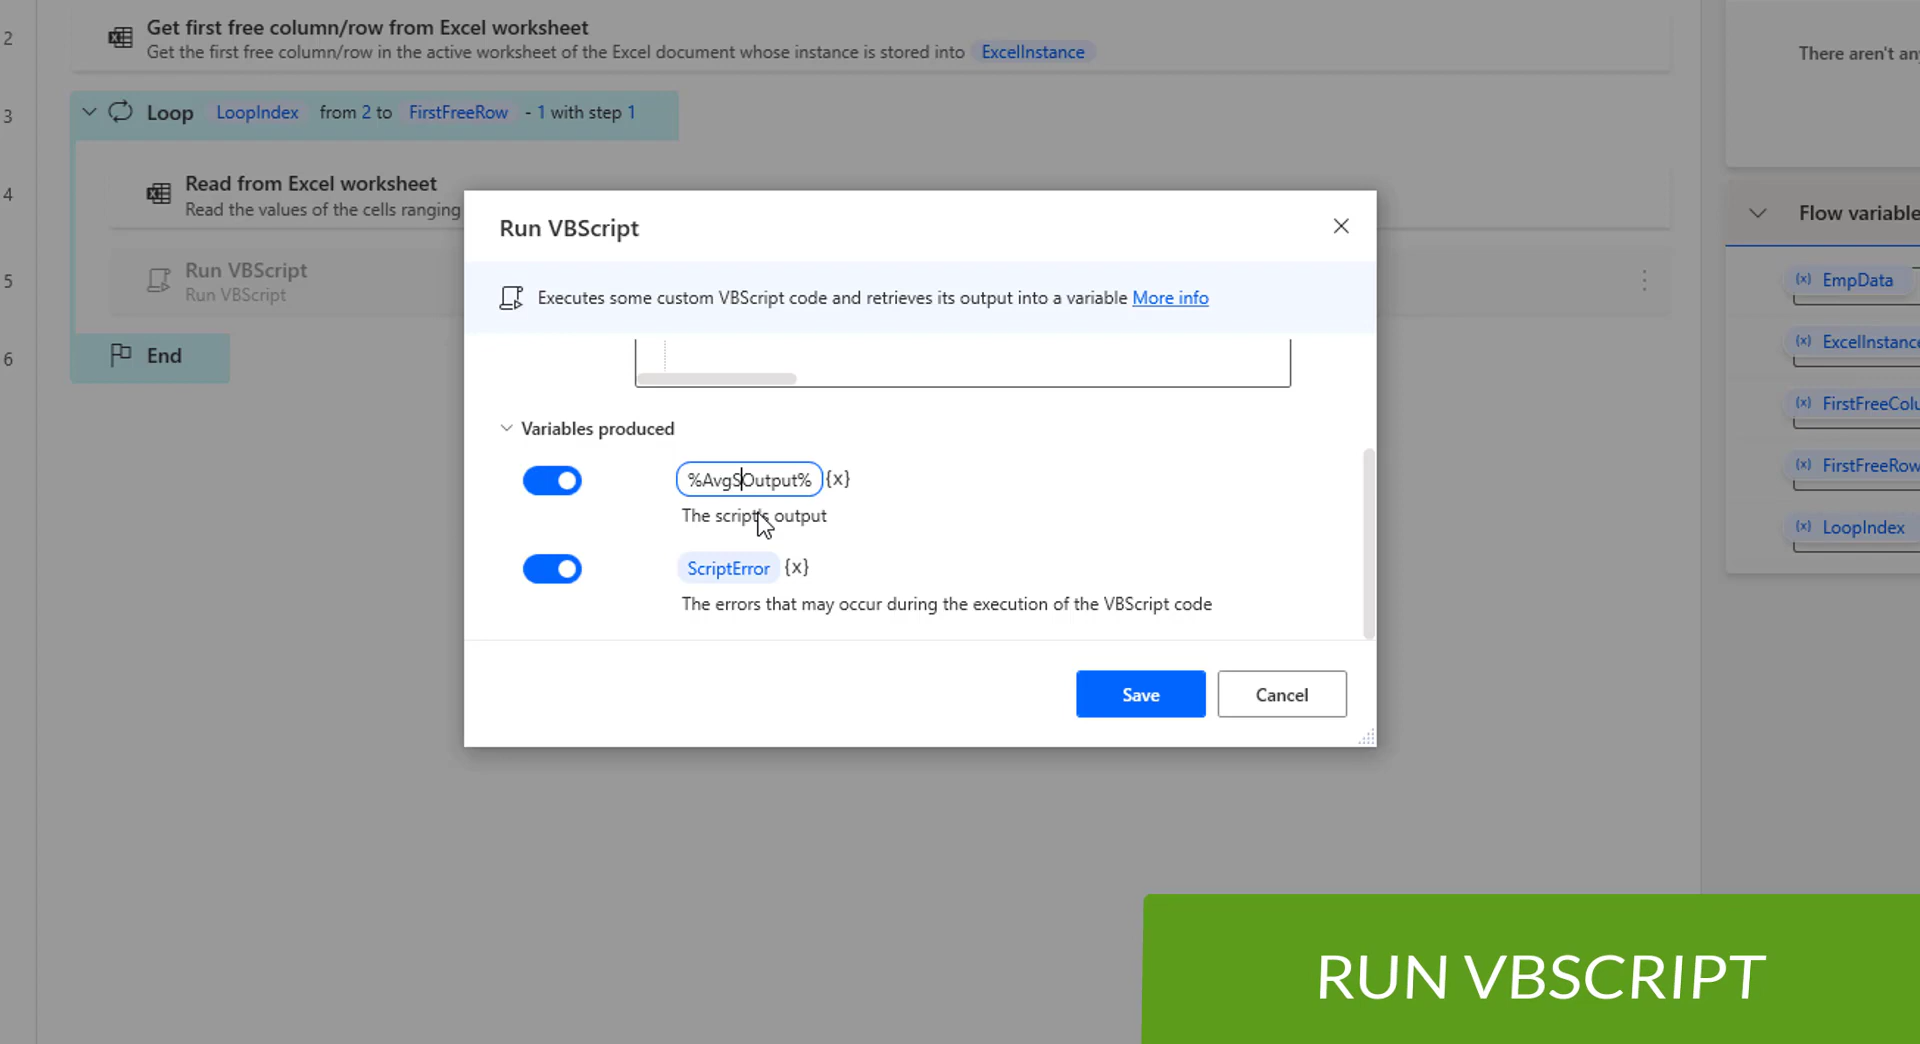 2
Get first free column/row from Excel worksheet
Get the first free column/row in the active worksheet of the Excel document whose instance is stored into ExcelInstance
3
Loop LoopIndex from 2 to FirstFreeRow - 1 with step 1
4
Read from Excel worksheet
Read the values of the cells ranging
5
Run VBScript
Run VBScript
6
End
Run VBScript
Executes some custom VBScript code and retrieves its output into a variable More info
Variables produced
%AvgSOutput% {x}
The script's output
ScriptError {x}
The errors that may occur during the execution of the VBScript code
Save Cancel
There aren't any
Flow variable
(x) EmpData
(x) ExcelInstance
(x) FirstFreeColu
(x) FirstFreeRow
(x) LoopIndex
RUN VBSCRIPT